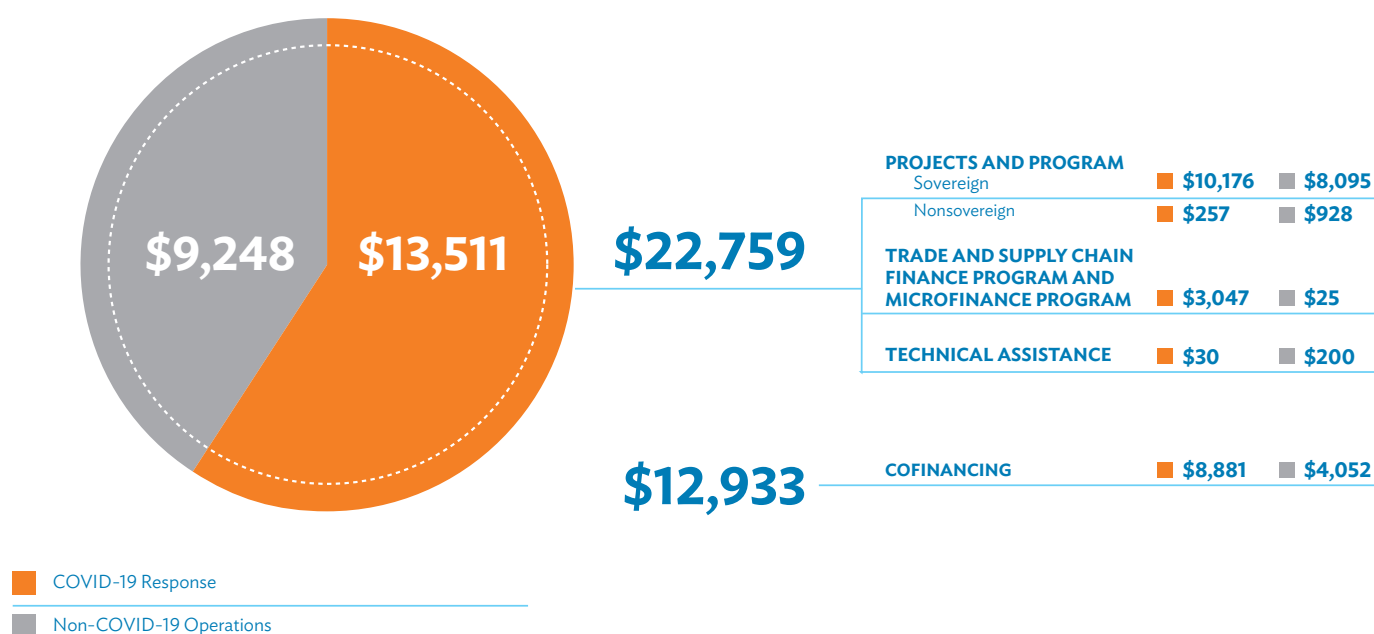 $9,248
$13,511
$22,759
PROJECTS AND PROGRAM
Sovereign $10,176 $8,095
Nonsovereign $257 $928
TRADE AND SUPPLY CHAIN
FINANCE PROGRAM AND
MICROFINANCE PROGRAM $3,047 $25
TECHNICAL ASSISTANCE $30 $200
$12,933
COFINANCING $8,881 $4,052
COVID-19 Response
Non-COVID-19 Operations